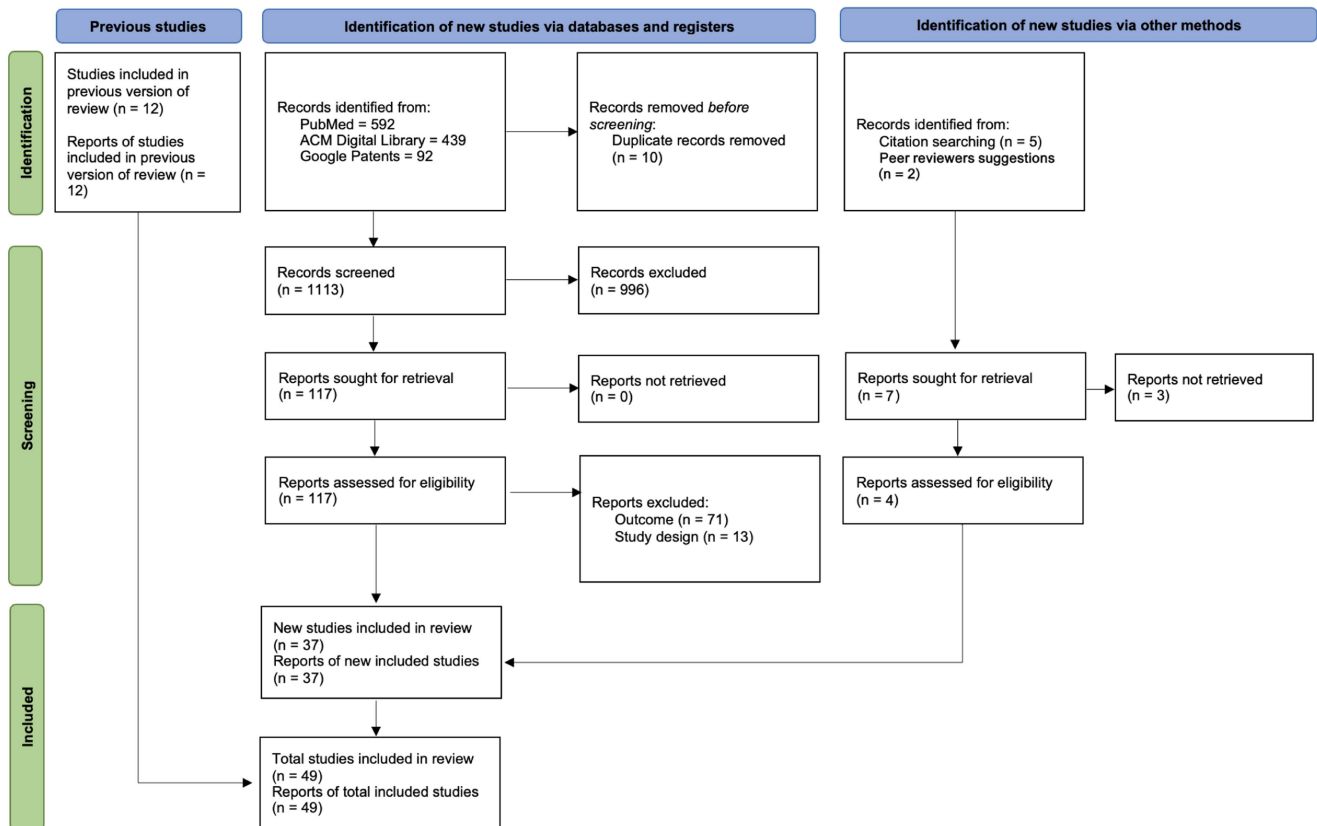 Previous studies
Identification of new studies via databases and registers
Identification of new studies via other methods
Identification
Studies included in
previous version of
review (n = 12)
Reports of studies
included in previous
version of review (n =
12)
Records identified from:
PubMed = 592
ACM Digital Library = 439
Google Patents = 92
Records removed before
screening:
Duplicate records removed
(n = 10)
Records identified from:
Citation searching (n = 5)
Peer reviewers suggestions
(n = 2)
Screening
Records screened
(n = 1113)
Records excluded
(n = 996)
Reports sought for retrieval
(n = 117)
Reports not retrieved
(n = 0)
Reports sought for retrieval
(n = 7)
Reports not retrieved
(n = 3)
Reports assessed for eligibility
(n = 117)
Reports excluded:
Outcome (n = 71)
Study design (n = 13)
Reports assessed for eligibility
(n = 4)
Included
New studies included in review
(n = 37)
Reports of new included studies
(n = 37)
Total studies included in review
(n = 49)
Reports of total included studies
(n = 49)